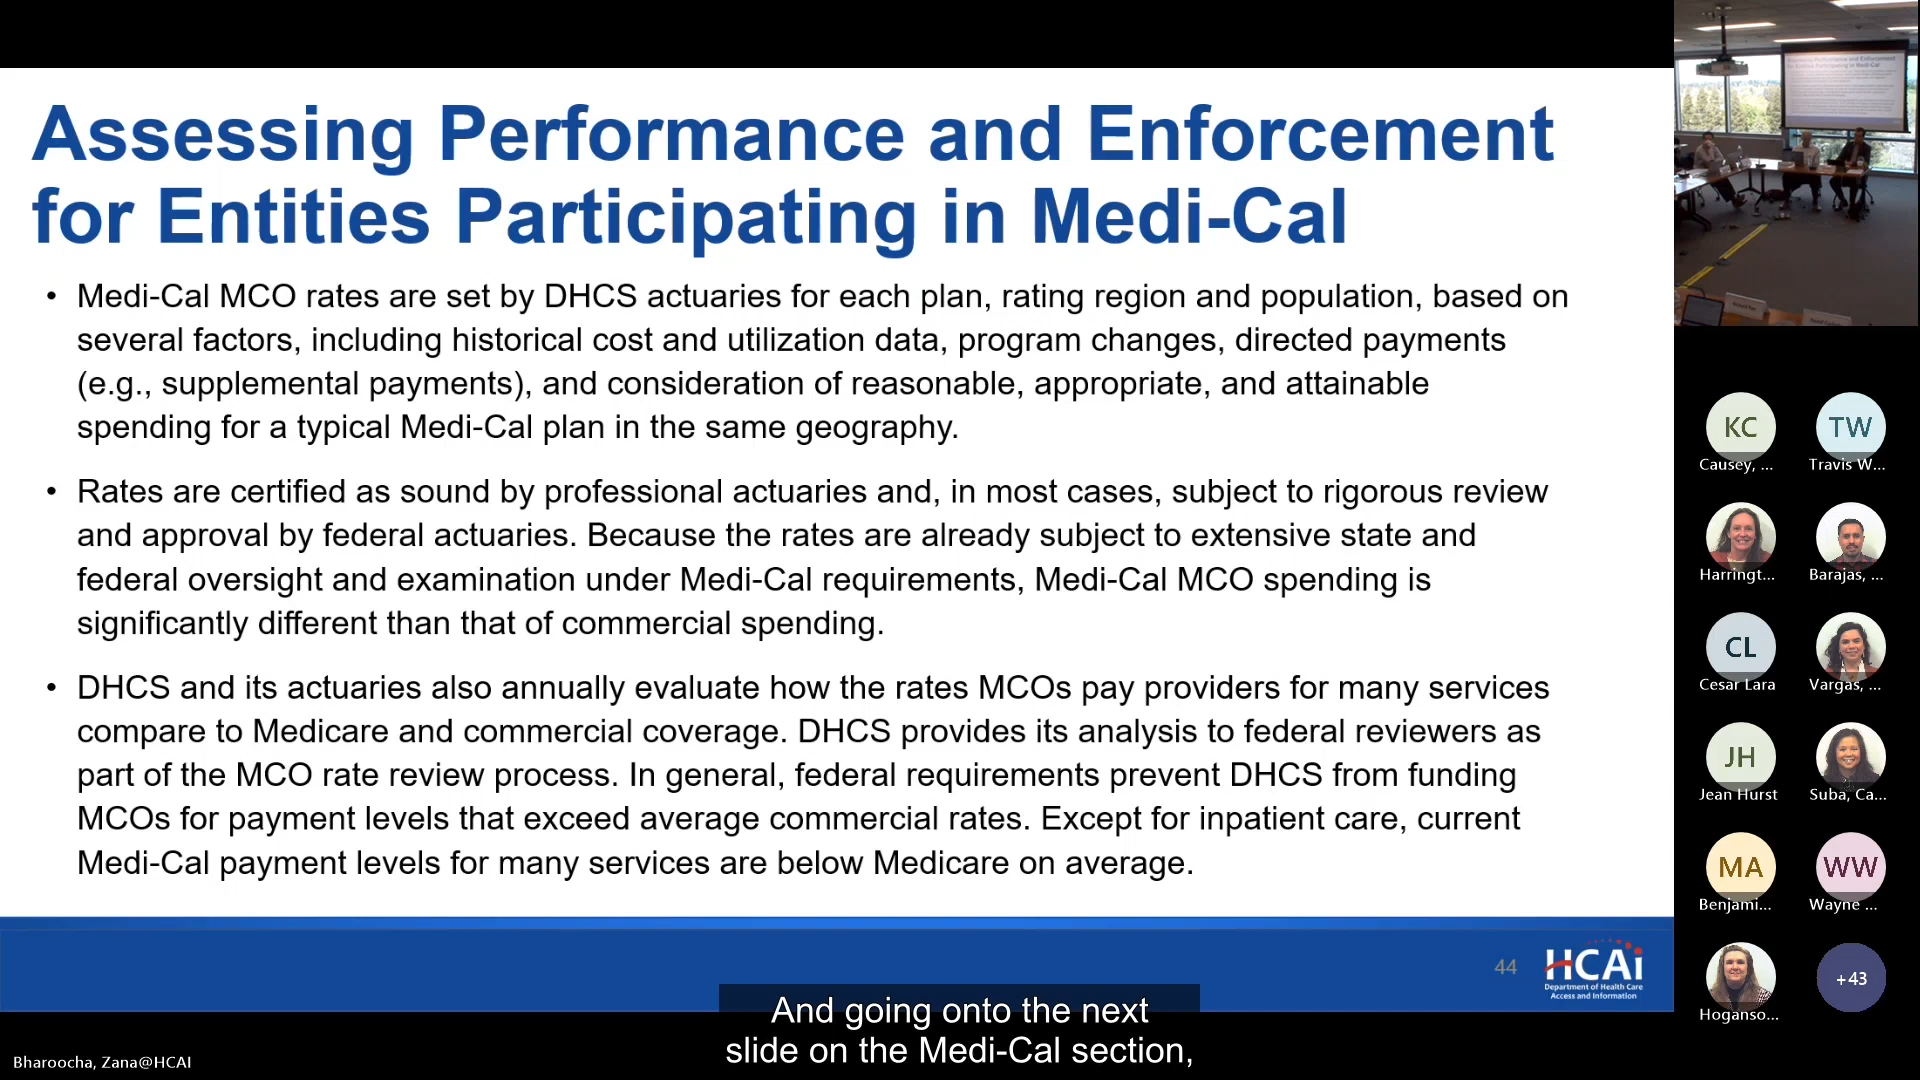 Assessing Performance and Enforcement
for Entities Participating in Medi-Cal
• Medi-Cal MCO rates are set by DHCS actuaries for each plan, rating region and population, based on
several factors, including historical cost and utilization data, program changes, directed payments
(e.g., supplemental payments), and consideration of reasonable, appropriate, and attainable
spending for a typical Medi-Cal plan in the same geography.
• Rates are certified as sound by professional actuaries and, in most cases, subject to rigorous review
and approval by federal actuaries. Because the rates are already subject to extensive state and
federal oversight and examination under Medi-Cal requirements, Medi-Cal MCO spending is
significantly different than that of commercial spending.
• DHCS and its actuaries also annually evaluate how the rates MCOs pay providers for many services
compare to Medicare and commercial coverage. DHCS provides its analysis to federal reviewers as
part of the MCO rate review process. In general, federal requirements prevent DHCS from funding
MCOs for payment levels that exceed average commercial rates. Except for inpatient care, current
Medi-Cal payment levels for many services are below Medicare on average.
44
HCAi
Department of Health Care
Access and Information
And going onto the next
slide on the Medi-Cal section,
Bharoocha, Zana@HCAI
KC
Causey, ...
TW
Travis W...
Harringt...
Barajas, ...
CL
Cesar Lara
Vargas, ...
JH
Jean Hurst
Suba, Ca...
MA
Benjami...
WW
Wayne ...
Hoganso...
+43